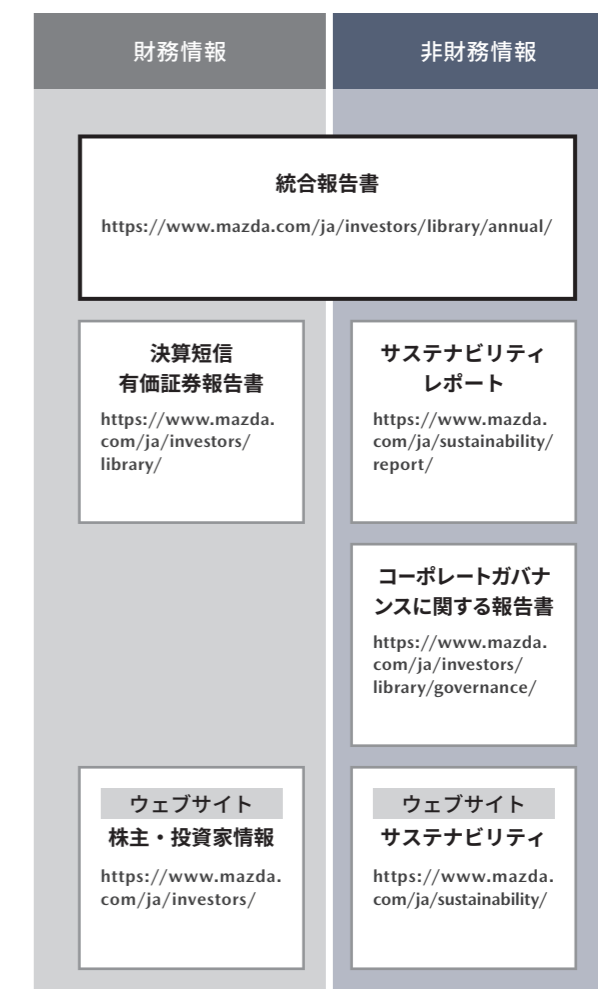 財務情報
非財務情報
統合報告書
https://www.mazda.com/ja/investors/library/annual/
決算短信
有価証券報告書
https://www.mazda.
com/ja/investors/
library/
サステナビリティ
レポート
https://www.mazda.
com/ja/sustainability/
report/
コーポレートガバナ
ンスに関する報告書
https://www.mazda.
com/ja/investors/
library/governance/
ウェブサイト
株主・投資家情報
https://www.mazda.
com/ja/investors/
ウェブサイト
サステナビリティ
https://www.mazda.
com/ja/sustainability/